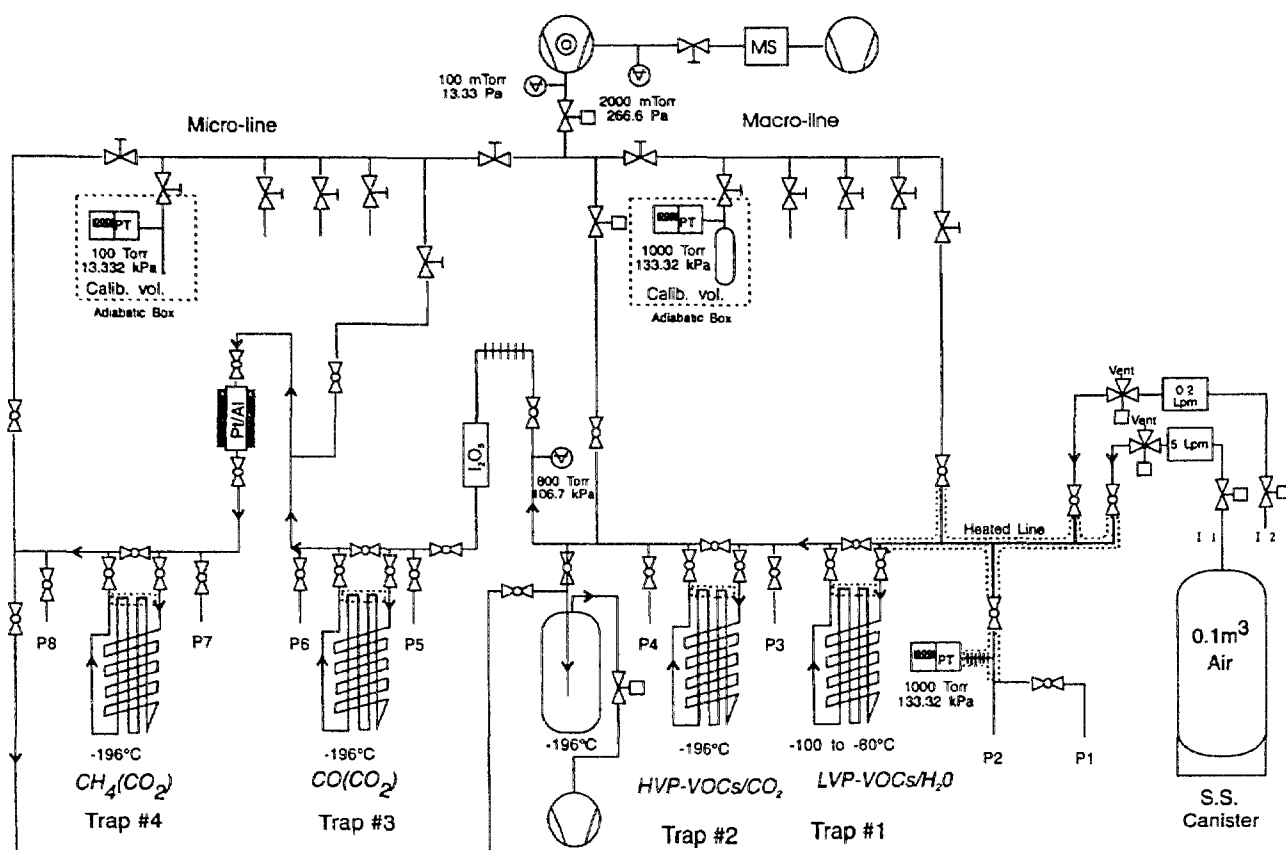 MS
100 mTorr
13.33 Pa
2000 mTorr
266.6 Pa
Micro-line
Macro-line
PT
100 Torr
13.332 kPa
Calib. vol.
Adiabatic Box
PT
1000 Torr
133.32 kPa
Calib. vol.
Adiabatic Box
Pt/Al
I₂O₅
800 Torr
106.7 kPa
Vent
0.2
Lpm
Vent
5 Lpm
Heated Line
I 1
I 2
P8
P7
P6
P5
P4
P3
PT
1000 Torr
133.32 kPa
P2
P1
0.1m³
Air
S.S.
Canister
-196°C
-196°C
-196°C
-196°C
-100 to -80°C
CH₄(CO₂)
CO(CO₂)
HVP-VOCs/CO₂
LVP-VOCs/H₂0
Trap #4
Trap #3
Trap #2
Trap #1